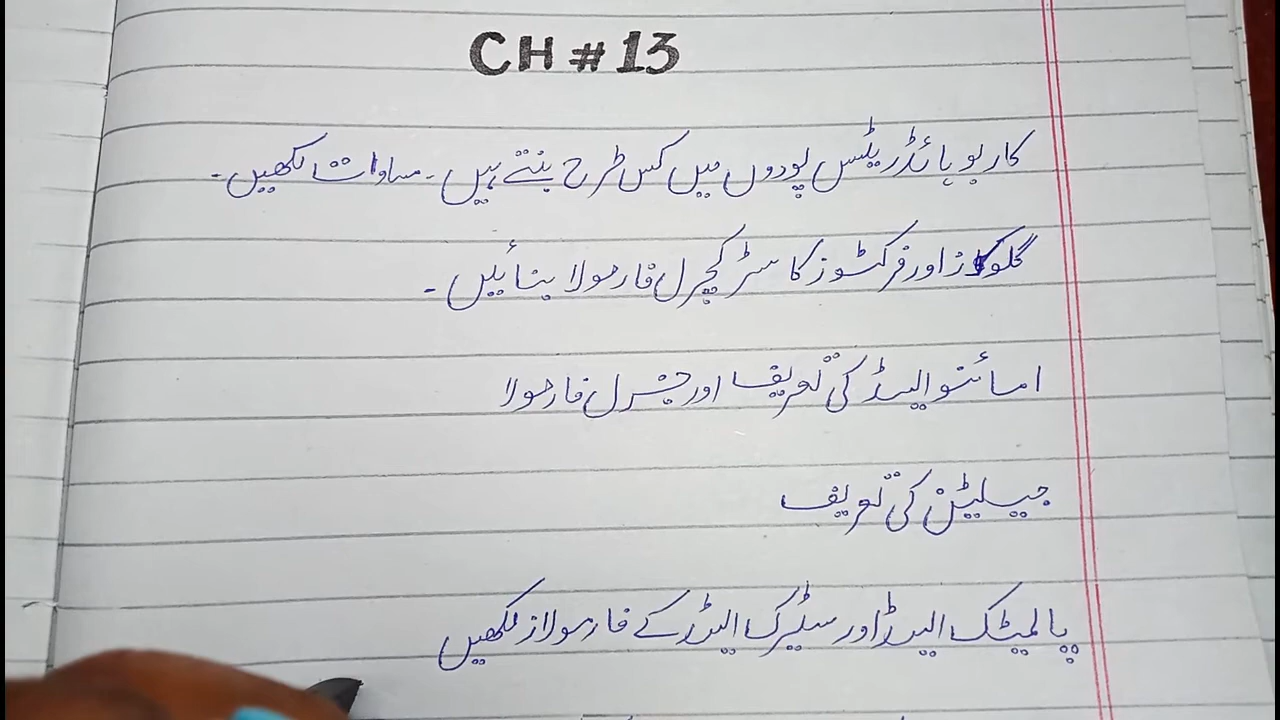 CH # 13
کاربوہائڈریٹس پودوں میں کس طرح بنتے ہیں۔ مساوات لکھیں۔
گلوکوز اور فرکٹوز کا سٹرکچرل فارمولا بنائیں۔
امائنو ایسڈ کی تعریف اور جنرل فارمولا
جیلیٹن کی تعریف
پالمیٹک ایسڈ اور سٹیرک ایسڈ کے فارمولاز لکھیں